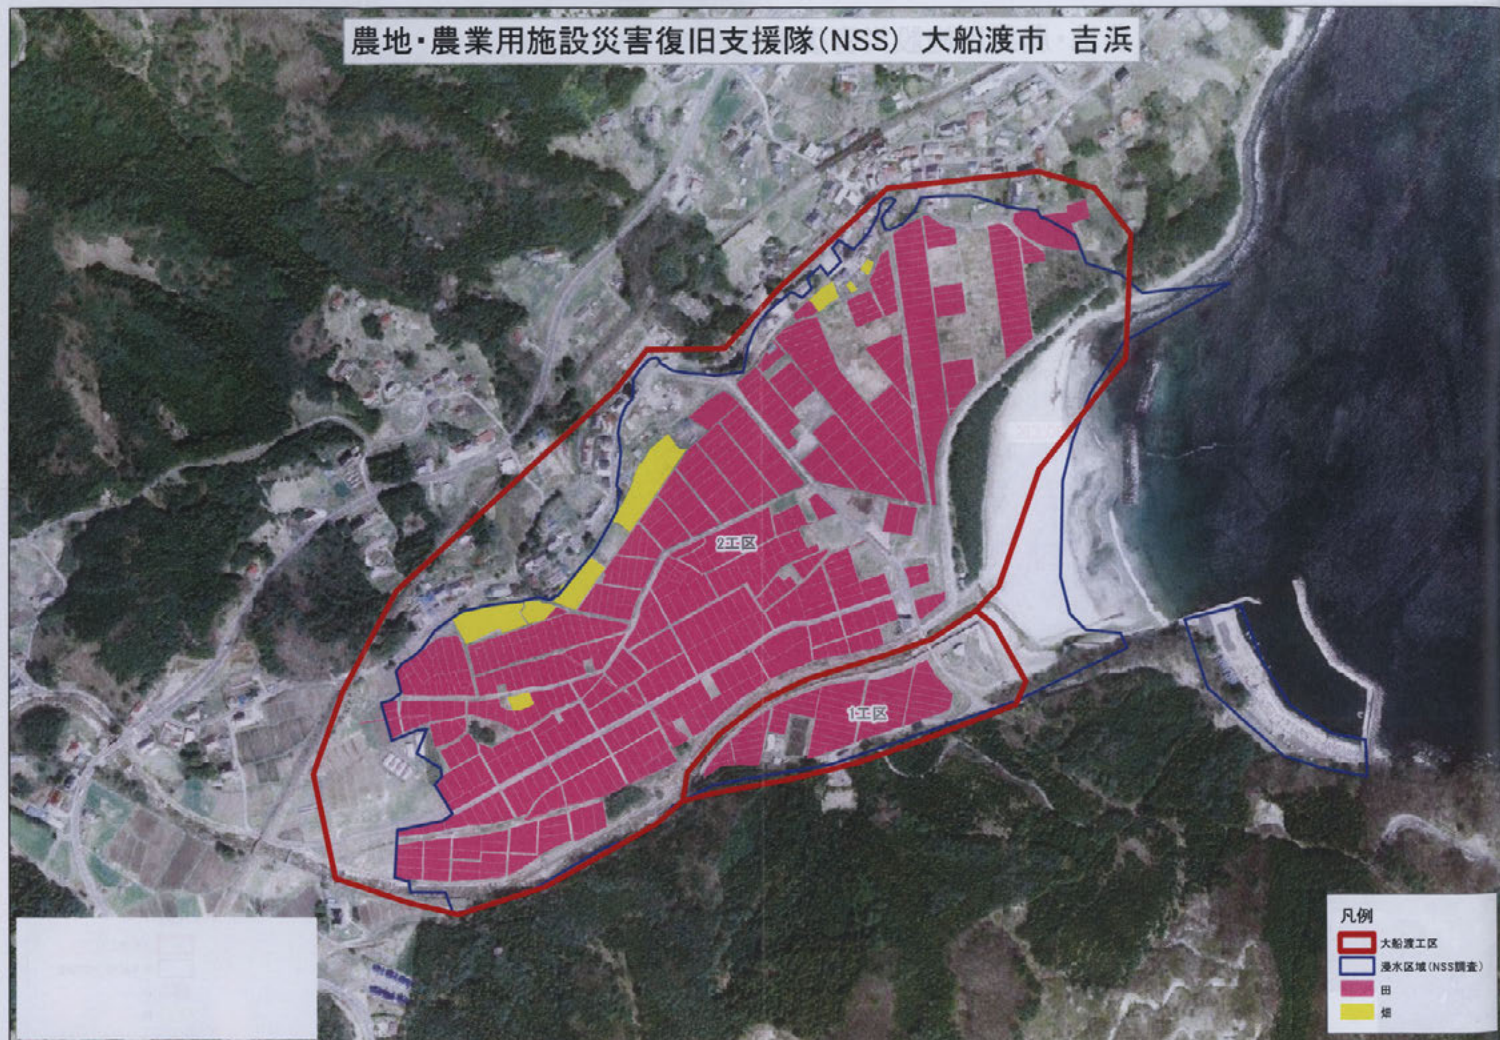 農地・農業用施設災害復旧支援隊(NSS) 大船渡市 吉浜
2工区
1工区
凡例
大船渡工区
浸水区域(NSS調査)
田
畑